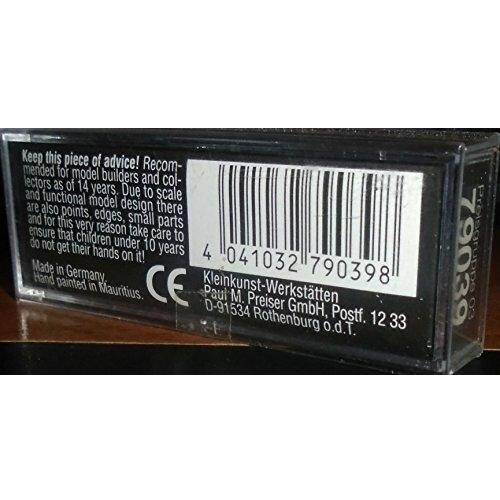 Keep this piece of advice! Recom-
mended for model builders and col-
lectors as of 14 years. Due to scale
and functional model design there
are also points, edges, small parts
and for this very reason take care to
ensure that children under 10 years
do not get their hands on it!
Made in Germany.
Hand painted in Mauritius.
CE
4 041032 790398
Kleinkunst-Werkstätten
Paul M. Preiser GmbH, Postf. 12 33
D-91534 Rothenburg o.d.T.
79039